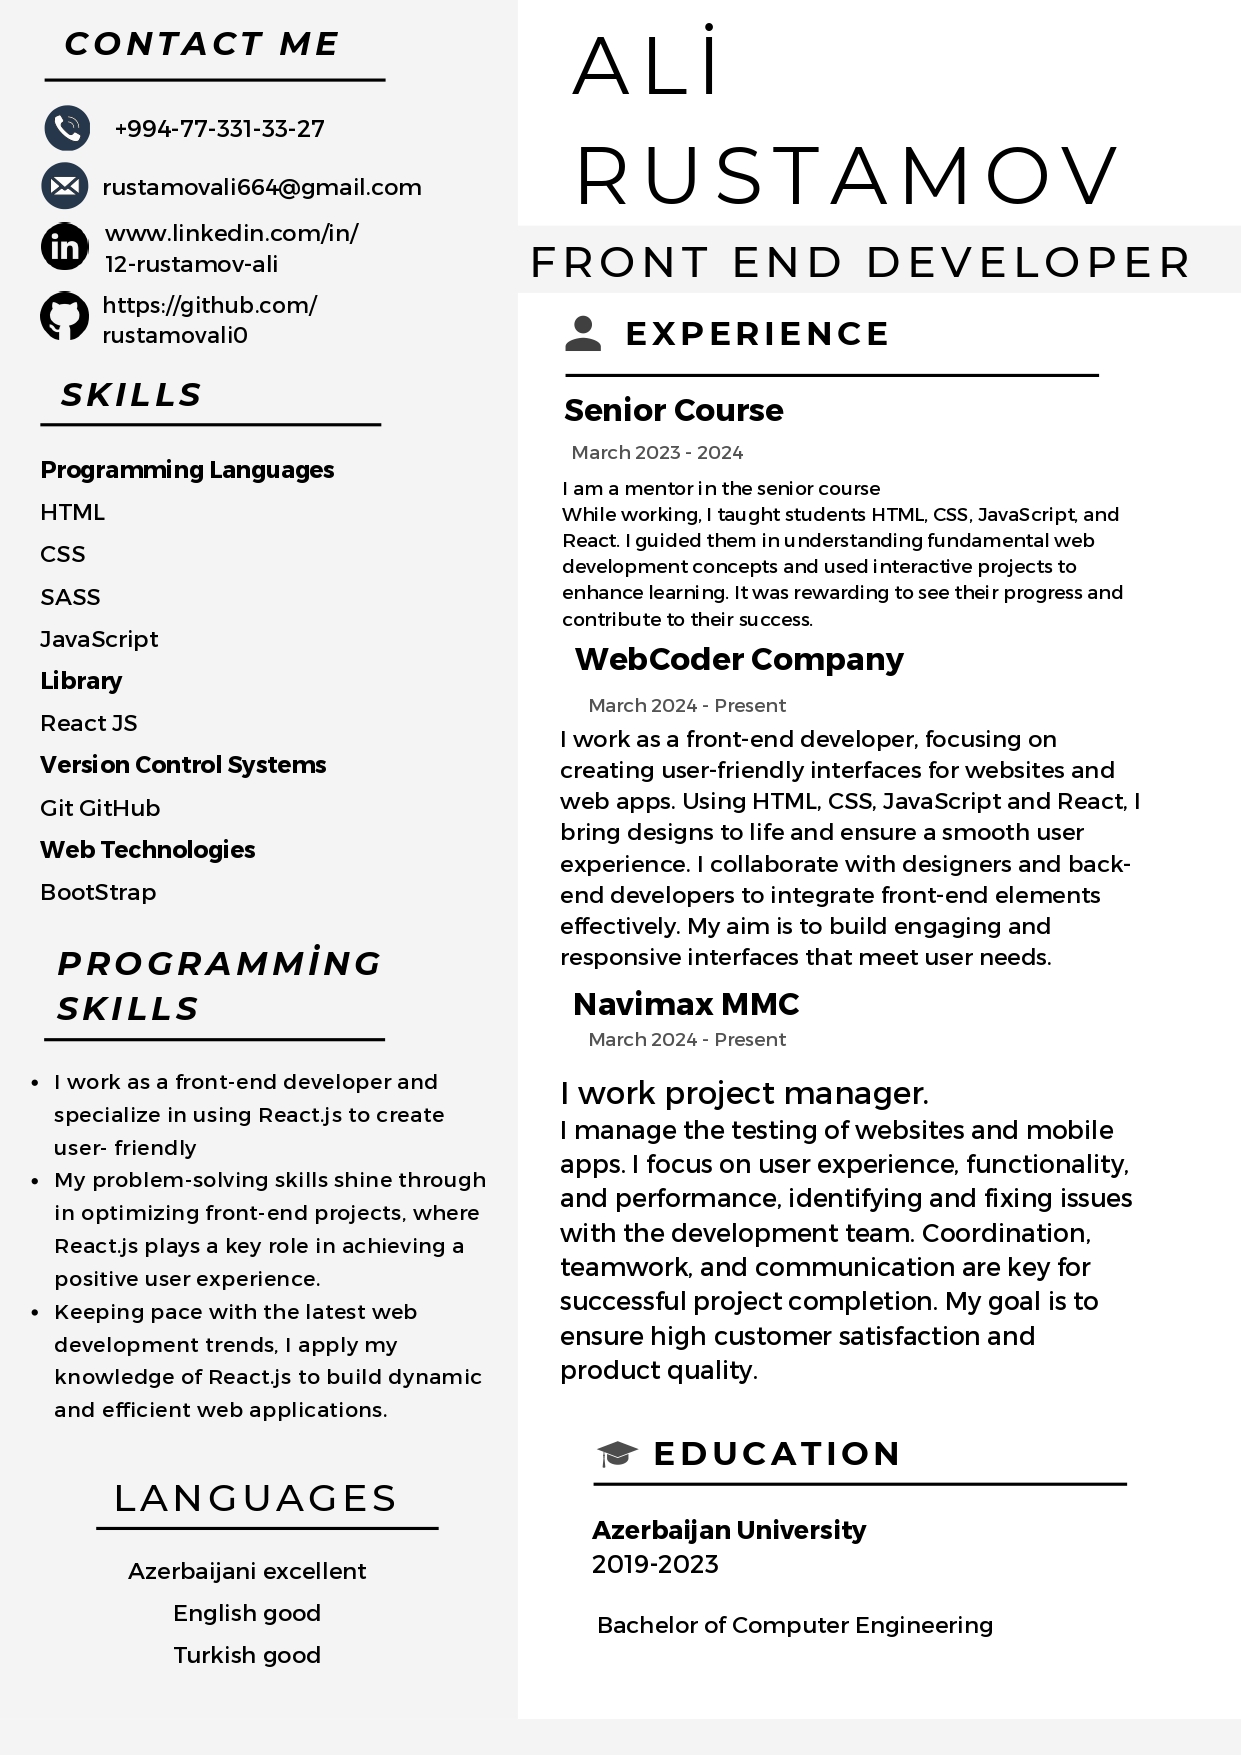 CONTACT ME
+994-77-331-33-27
rustamovali664@gmail.com
www.linkedin.com/in/
12-rustamov-ali
https://github.com/
rustamovali0
SKILLS
Programming Languages
HTML
CSS
SASS
JavaScript
Library
React JS
Version Control Systems
Git GitHub
Web Technologies
BootStrap
PROGRAMMİNG
SKILLS
• I work as a front-end developer and
specialize in using React.js to create
user- friendly
• My problem-solving skills shine through
in optimizing front-end projects, where
React.js plays a key role in achieving a
positive user experience.
• Keeping pace with the latest web
development trends, I apply my
knowledge of React.js to build dynamic
and efficient web applications.
LANGUAGES
Azerbaijani excellent
English good
Turkish good
ALİ
RUSTAMOV
FRONT END DEVELOPER
EXPERIENCE
Senior Course
March 2023 - 2024
I am a mentor in the senior course
While working, I taught students HTML, CSS, JavaScript, and
React. I guided them in understanding fundamental web
development concepts and used interactive projects to
enhance learning. It was rewarding to see their progress and
contribute to their success.
WebCoder Company
March 2024 - Present
I work as a front-end developer, focusing on
creating user-friendly interfaces for websites and
web apps. Using HTML, CSS, JavaScript and React, I
bring designs to life and ensure a smooth user
experience. I collaborate with designers and back-
end developers to integrate front-end elements
effectively. My aim is to build engaging and
responsive interfaces that meet user needs.
Navimax MMC
March 2024 - Present
I work project manager.
I manage the testing of websites and mobile
apps. I focus on user experience, functionality,
and performance, identifying and fixing issues
with the development team. Coordination,
teamwork, and communication are key for
successful project completion. My goal is to
ensure high customer satisfaction and
product quality.
EDUCATION
Azerbaijan University
2019-2023
Bachelor of Computer Engineering